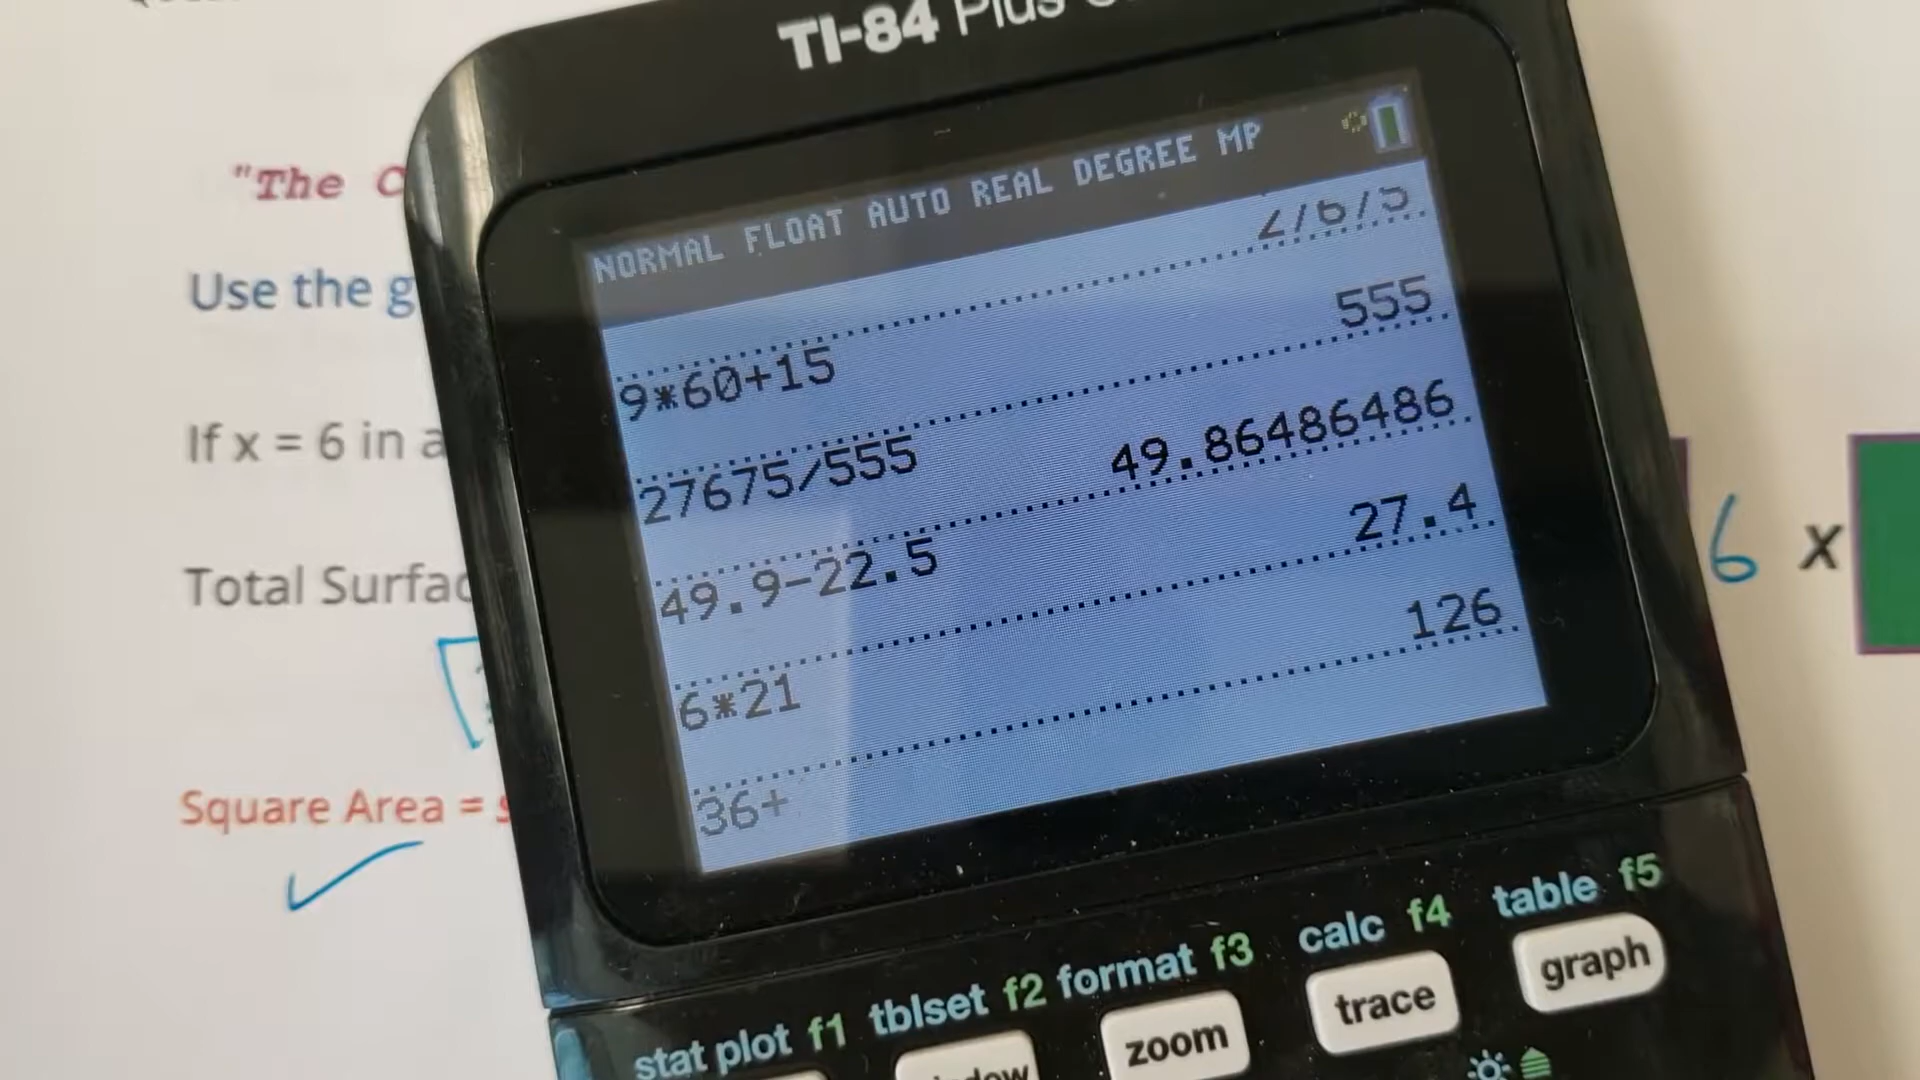 TI-84 Plus
"The
Use the g
If x = 6 in a
Total Surfac
Square Area = s
NORMAL FLOAT AUTO REAL DEGREE MP
27675
9*60+15
555
27675/555
49.86486486
49.9-22.5
27.4
6*21
126
36+
6 x
stat plot f1 tblset f2 format f3 calc f4 table f5
zoom trace graph